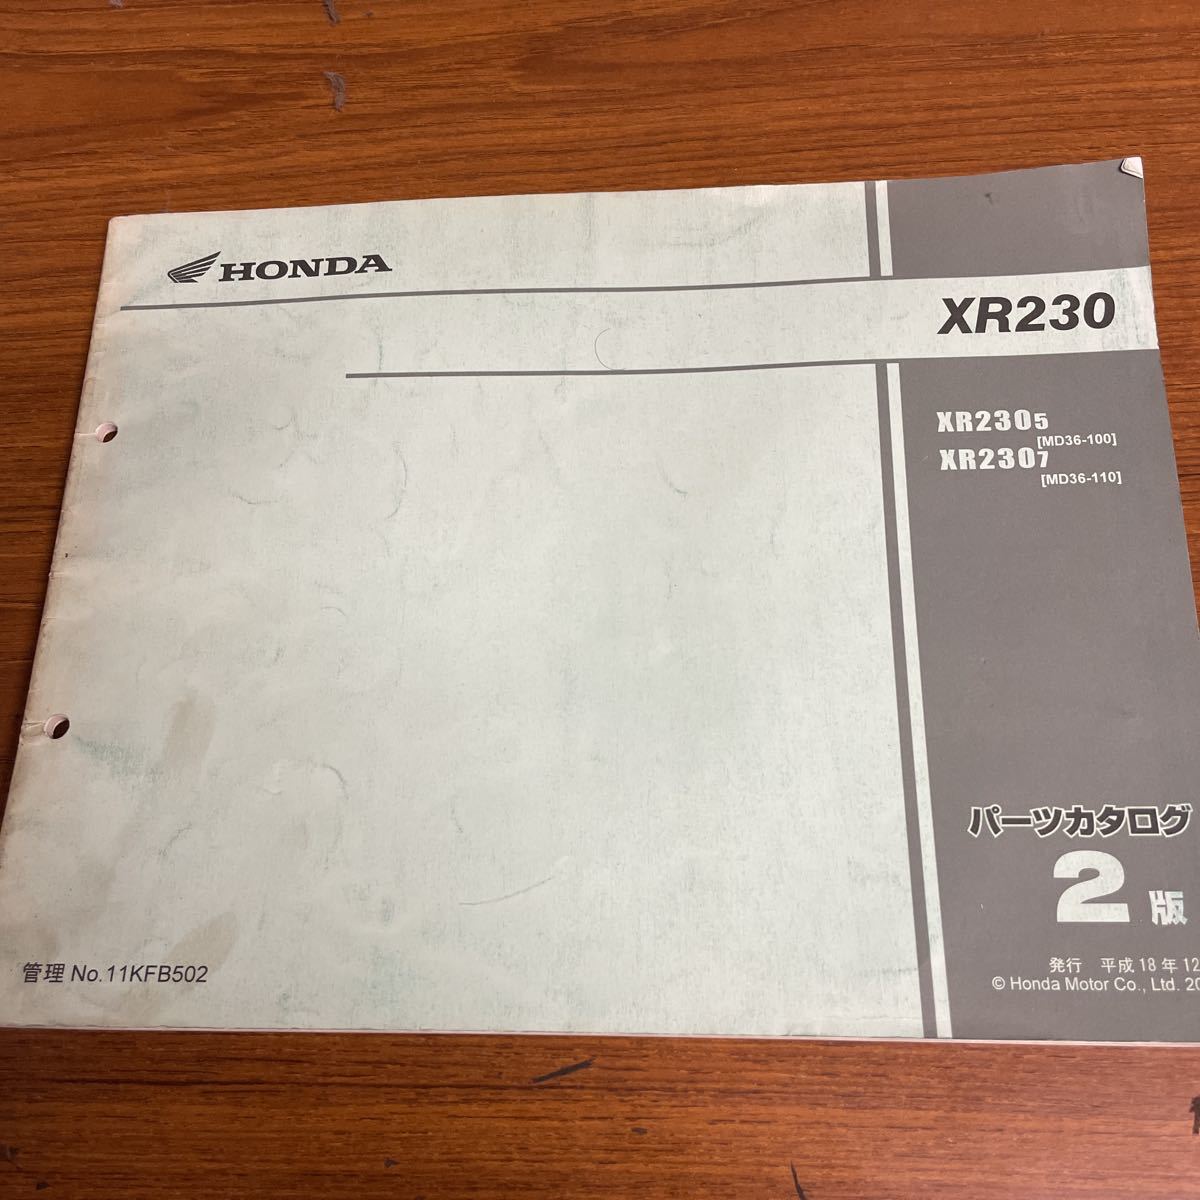 HONDA
XR230
XR2305
[MD36-100]
XR2307
[MD36-110]
パーツカタログ
2版
管理 No.11KFB502
発行 平成18年12
© Honda Motor Co., Ltd. 20